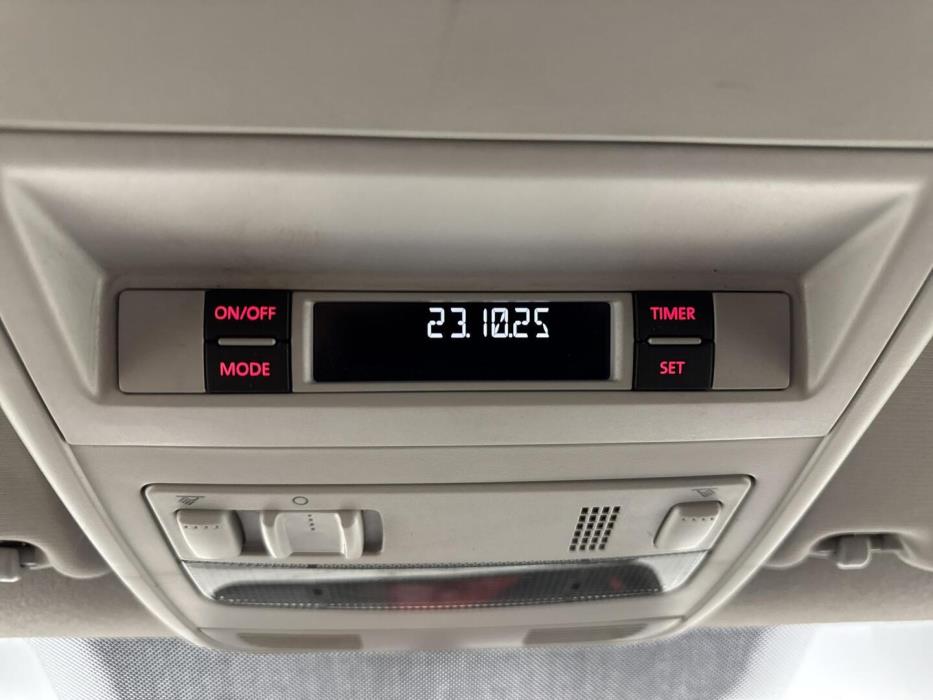 ON/OFF
MODE
23.10.25
TIMER
SET